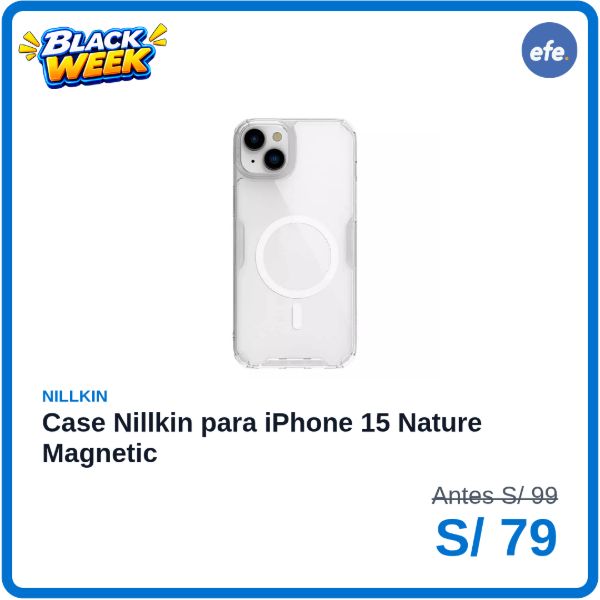 BLACK
WEEK
efe.
NILLKIN
Case Nillkin para iPhone 15 Nature
Magnetic
Antes S/ 99
S/ 79